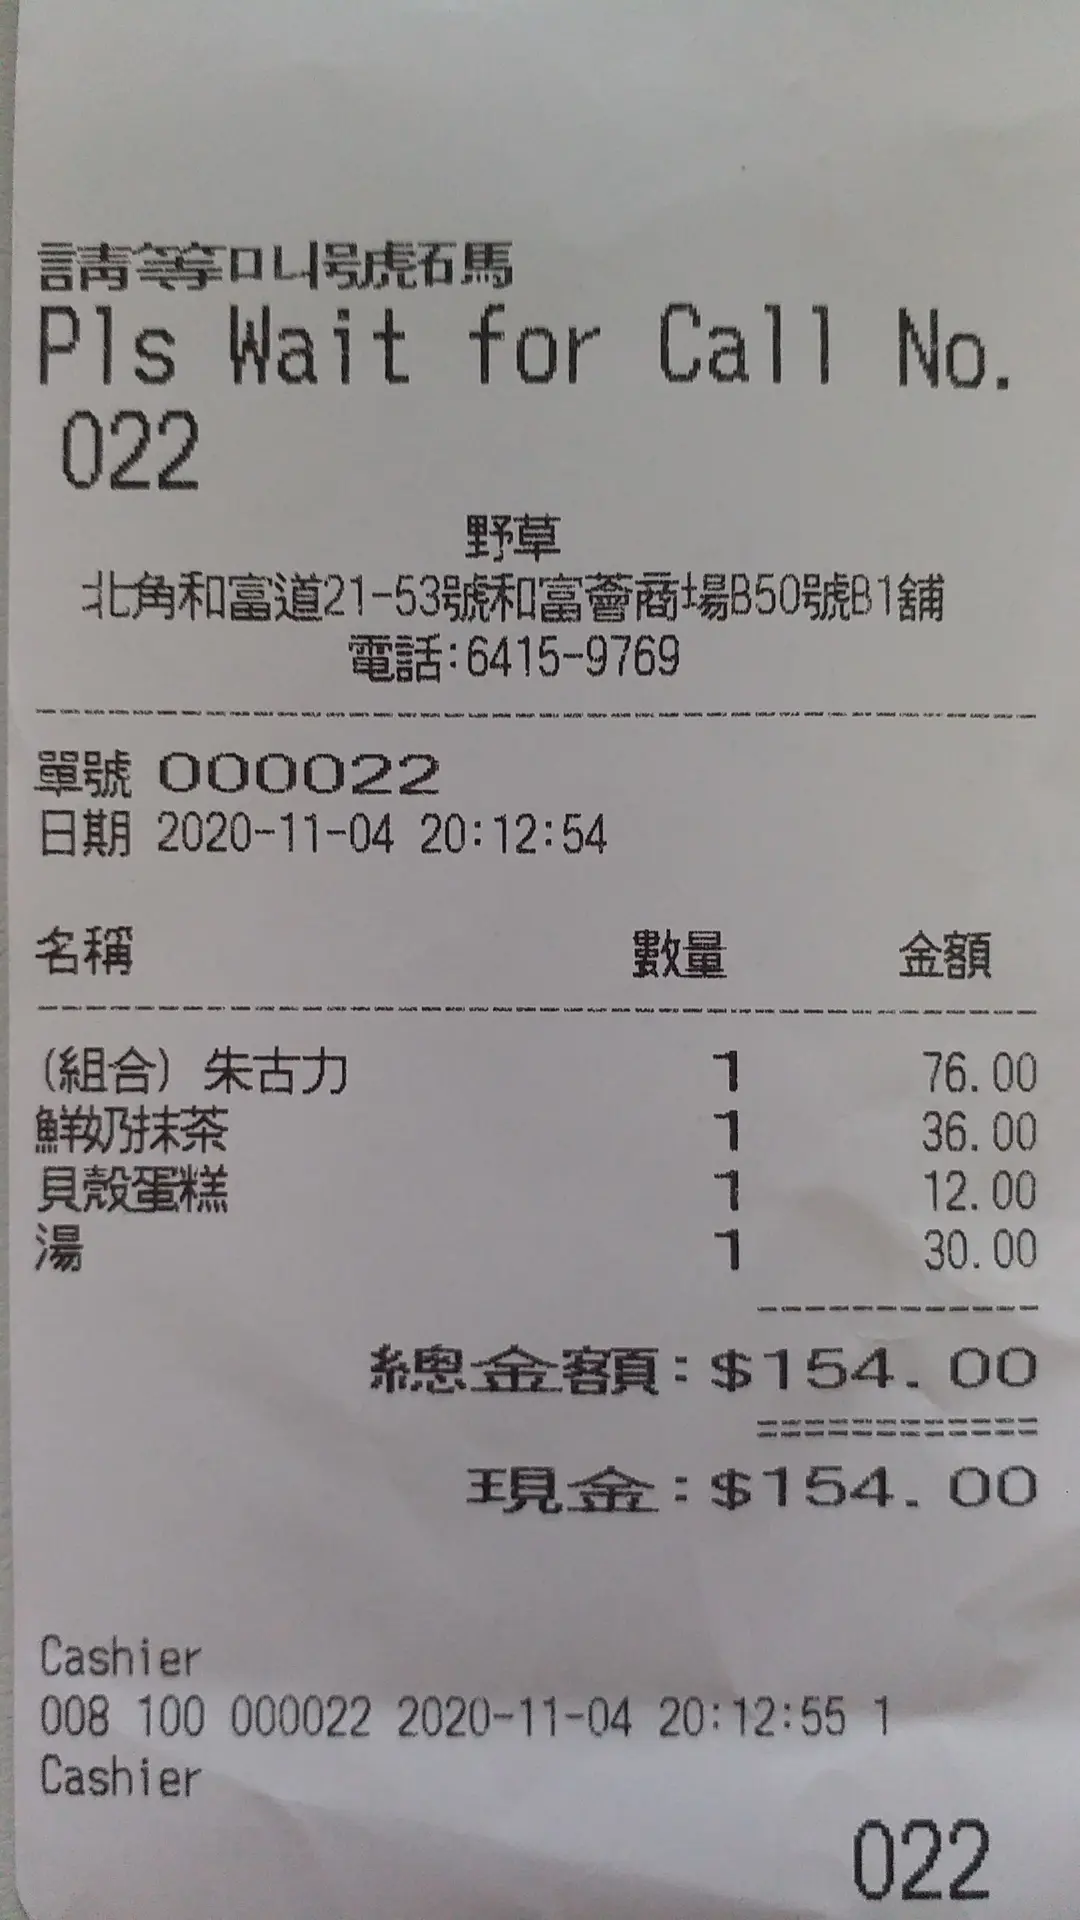 請等叫號碼
Pls Wait for Call No.
022
野草
北角和富道21-53號和富薈商場B50號B1舖
電話:6415-9769
單號 000022
日期 2020-11-04 20:12:54
名稱 數量 金額
(組合) 朱古力 1 76.00
鮮奶抹茶 1 36.00
貝殼蛋糕 1 12.00
湯 1 30.00
總金額:$154.00
現金:$154.00
Cashier
008 100 000022 2020-11-04 20:12:55 1
Cashier
022